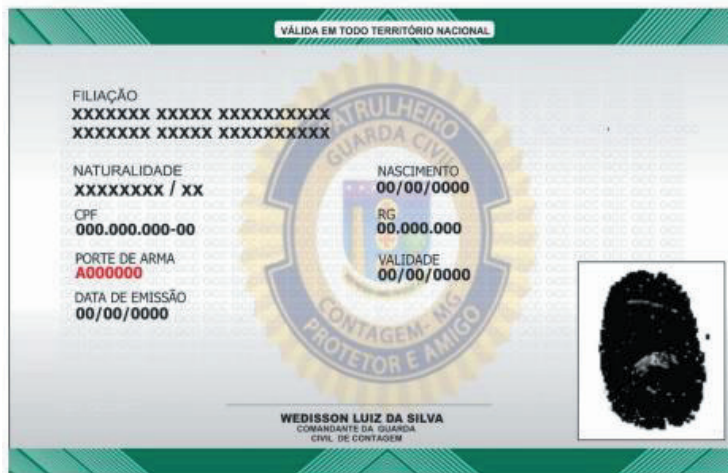 VÁLIDA EM TODO TERRITÓRIO NACIONAL
FILIAÇÃO
XXXXXXX XXXXX XXXXXXXXXX
XXXXXXX XXXXX XXXXXXXXXX
NATURALIDADE
XXXXXXXX / XX
NASCIMENTO
00/00/0000
CPF
000.000.000-00
RG
00.000.000
PORTE DE ARMA
A000000
VALIDADE
00/00/0000
DATA DE EMISSÃO
00/00/0000
PATRULHEIRO
GUARDA CIVIL
CONTAGEM- MG
PROTETOR E AMIGO
WEDISSON LUIZ DA SILVA
COMANDANTE DA GUARDA
CIVIL DE CONTAGEM